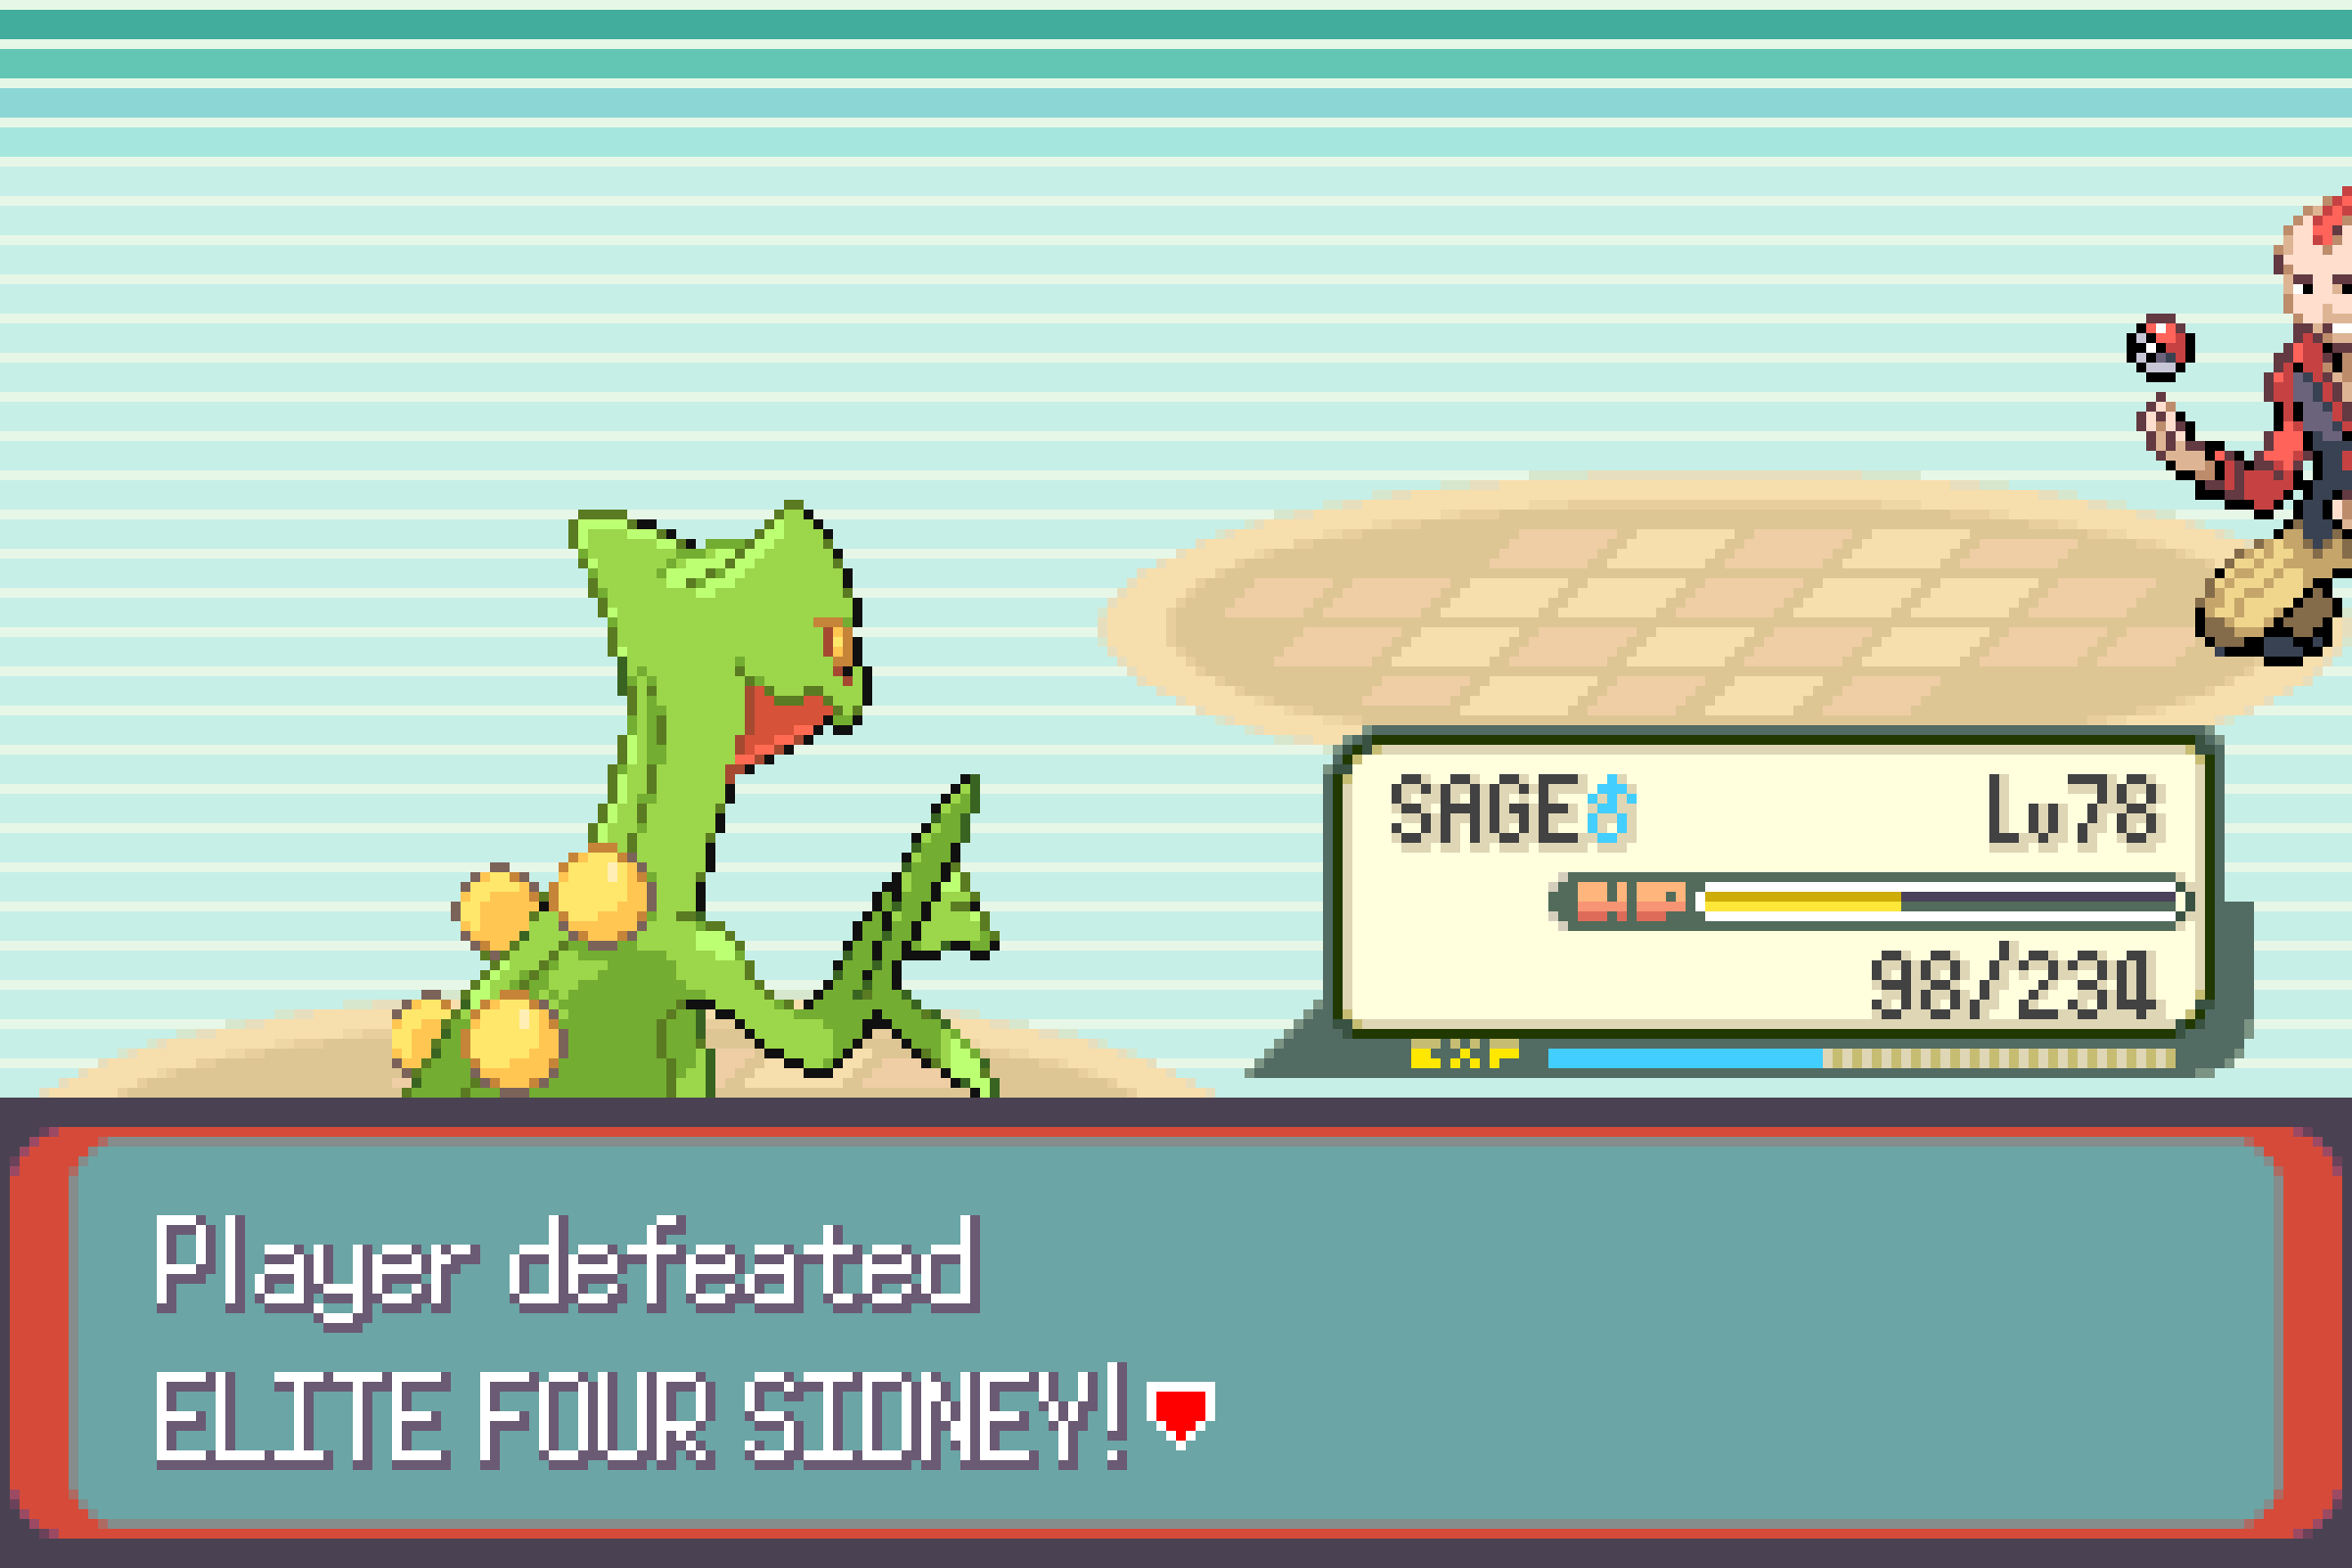 SAGE♂ Lv78
HP
98/234
EXP
Player defeated
ELITE FOUR SIDNEY!